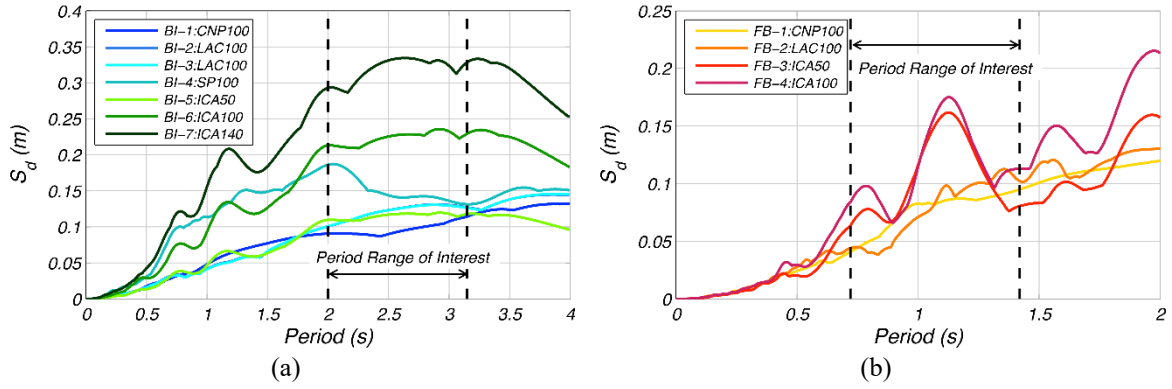 0.4
0.35
0.3
0.25
0.2
0.15
0.1
0.05
0
S_d (m)
BI-1:CNP100
BI-2:LAC100
BI-3:LAC100
BI-4:SP100
BI-5:ICA50
BI-6:ICA100
BI-7:ICA140
Period Range of Interest
0 0.5 1 1.5 2 2.5 3 3.5 4
Period (s)
(a)
0.25
0.2
0.15
0.1
0.05
0
S_d (m)
FB-1:CNP100
FB-2:LAC100
FB-3:ICA50
FB-4:ICA100
Period Range of Interest
0 0.5 1 1.5 2
Period (s)
(b)